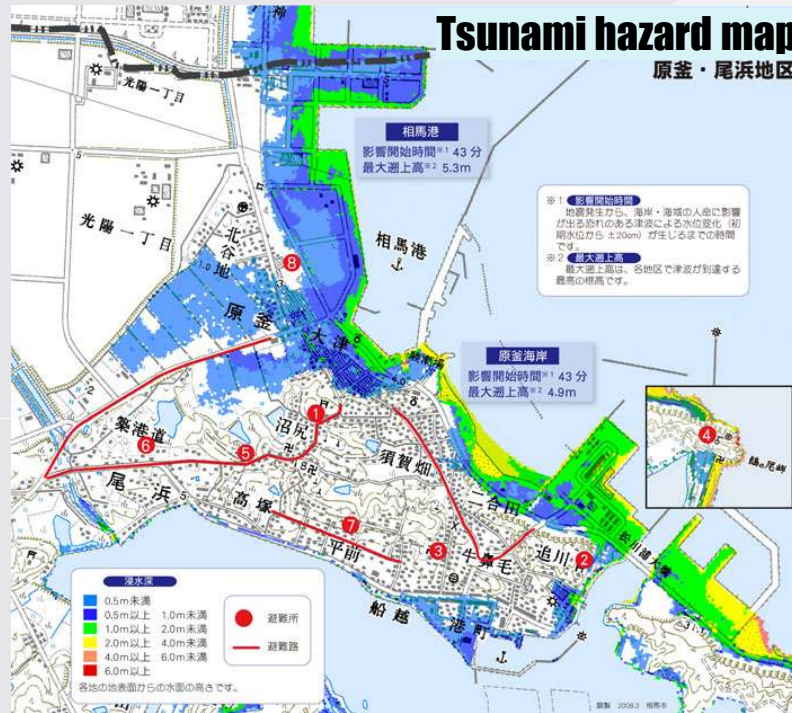 Tsunami hazard map
原釜・尾浜地区
光陽一丁目
相馬港
影響開始時間※1 43 分
最大遡上高※2 5.3m
※1 影響開始時間
地震発生から、海岸・海域の人命に影響
が出る恐れのある津波による水位変化（初
期水位から ±20cm）が生じるまでの時間
です。
※2 最大遡上高
最大遡上高は、各地区で津波が到達する
最高の標高です。
光陽一丁目
北谷地
相馬港
8
原釜
大津
原釜海岸
影響開始時間※1 43 分
最大遡上高※2 4.9m
1
沼尻
築港道
6
5
須賀畑
4
鵜の尾岬
尾浜
高塚
二合田
松川浦大橋
7
平前
3
牛鼻毛
追川
2
船越
港町
浸水深
0.5m未満
0.5m以上 1.0m未満
1.0m以上 2.0m未満
2.0m以上 4.0m未満
4.0m以上 6.0m未満
6.0m以上
避難所
避難路
各地の地表面からの水面の高さです。
2008.3 相馬市